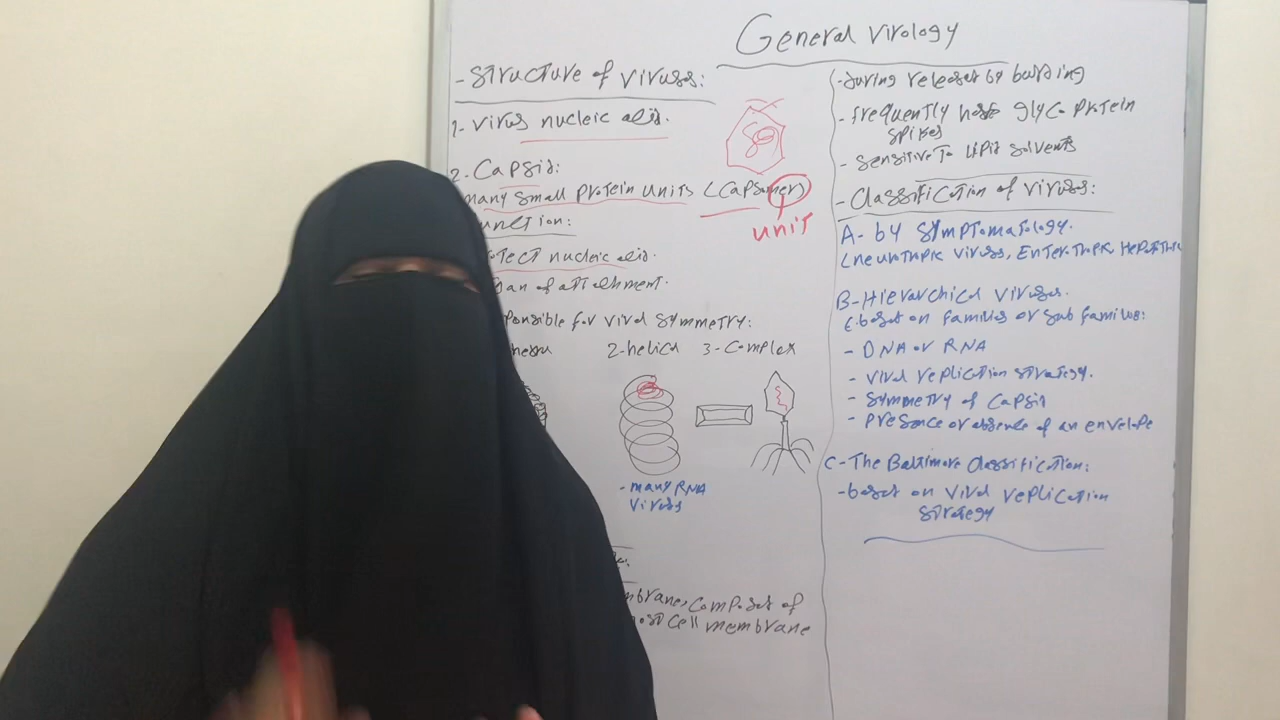 General virology
- Structure of viruses:
1- virus nucleic acid.
2- Capsid:
many small protein units (capsomer)
unit
unction:
otect nucleic acid.
gan of attachment.
ponsible for viral symmetry:
hedra 2-helical 3-Complex
- many RNA
viruses
mbrane, composed of
host cell membrane
- during released by budding
- frequently have glycoprotein
spikes
- sensitive to lipid solvents
- Classification of viruses:
A- by symptomatology.
(neurotropic viruses, Enterotropic Hepato
B- Hierarchical viruses.
(based on families or sub families:
- DNA or RNA
- viral replication strategy.
- symmetry of capsid
- presence or absence of an envelope
C- The Baltimore Classification:
- based on viral replication
strategy